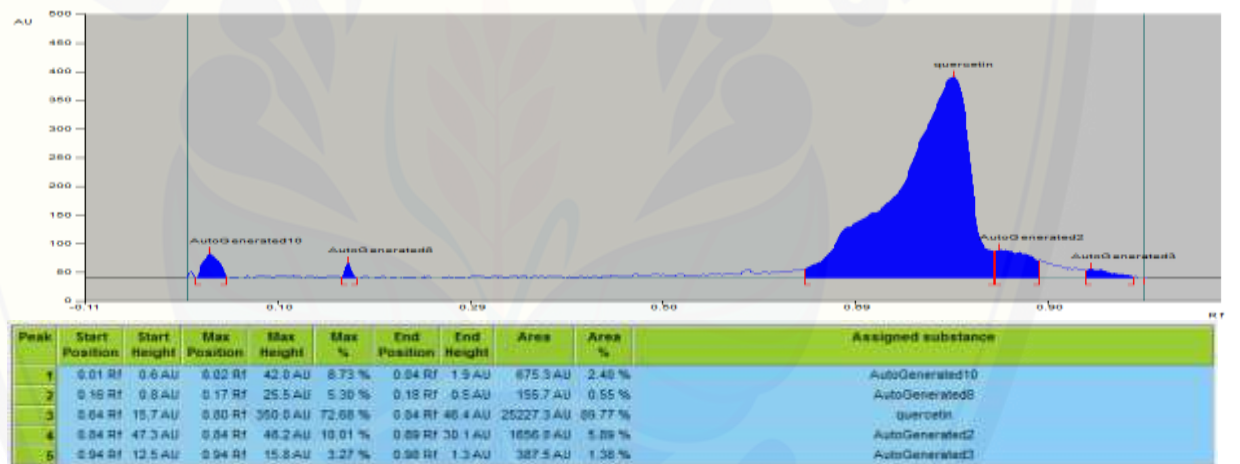 AU
500
450
400
350
300
250
200
150
100
50
0
quercetin
AutoGenerated10
AutoGenerated8
AutoGenerated2
AutoGenerated3
-0.11 0.10 0.29 0.50 0.69 0.90
Rf
Peak Start Position Start Height Max Position Max Height Max % End Position End Height Area Area % Assigned substance
1 0.01 Rf 0.6 AU 0.02 Rf 42.0 AU 8.73 % 0.04 Rf 1.9 AU 675.3 AU 2.40 % AutoGenerated10
2 0.16 Rf 0.8 AU 0.17 Rf 25.5 AU 5.30 % 0.18 Rf 0.5 AU 155.7 AU 0.55 % AutoGenerated8
3 0.64 Rf 15.7 AU 0.80 Rf 350.0 AU 72.68 % 0.84 Rf 46.4 AU 25227.3 AU 89.77 % quercetin
4 0.84 Rf 47.3 AU 0.84 Rf 48.2 AU 10.01 % 0.89 Rf 30.1 AU 1656.0 AU 5.89 % AutoGenerated2
5 0.94 Rf 12.5 AU 0.94 Rf 15.8 AU 3.27 % 0.98 Rf 1.3 AU 387.5 AU 1.38 % AutoGenerated3